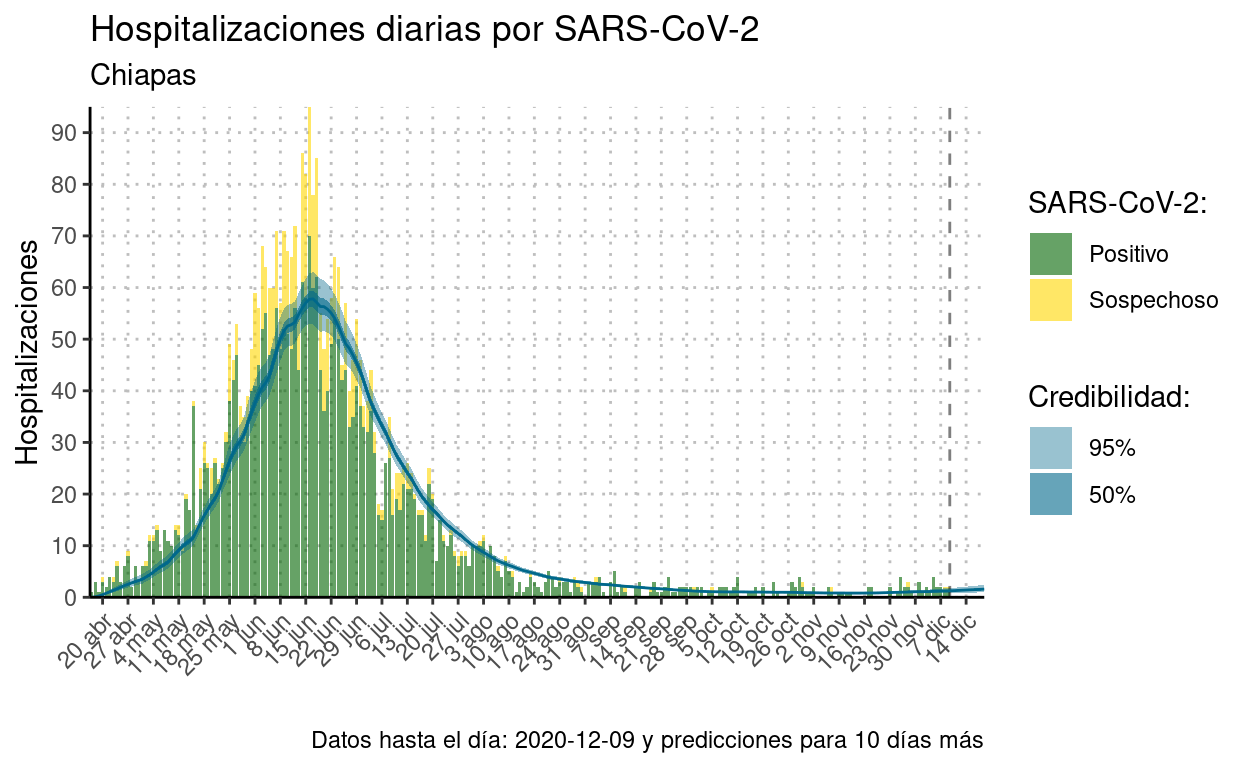 Hospitalizaciones diarias por SARS-CoV-2
Chiapas
Hospitalizaciones
90
80
70
60
50
40
30
20
10
0
20 abr
27 abr
4 may
11 may
18 may
25 may
1 jun
8 jun
15 jun
22 jun
29 jun
6 jul
13 jul
20 jul
27 jul
3 ago
10 ago
17 ago
24 ago
31 ago
7 sep
14 sep
21 sep
28 sep
5 oct
12 oct
19 oct
26 oct
2 nov
9 nov
16 nov
23 nov
30 nov
7 dic
14 dic
SARS-CoV-2:
Positivo
Sospechoso
Credibilidad:
95%
50%
Datos hasta el día: 2020-12-09 y predicciones para 10 días más